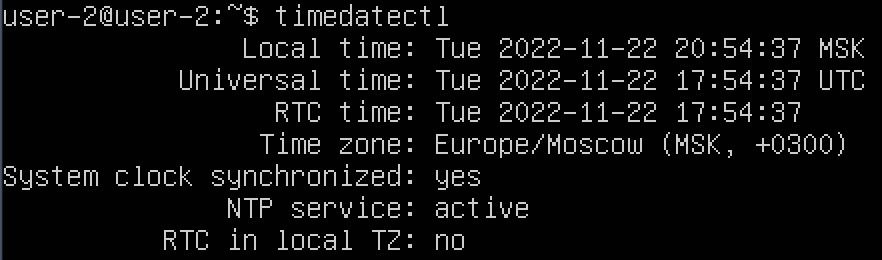 user-2@user-2:~$ timedatectl
Local time: Tue 2022-11-22 20:54:37 MSK
Universal time: Tue 2022-11-22 17:54:37 UTC
RTC time: Tue 2022-11-22 17:54:37
Time zone: Europe/Moscow (MSK, +0300)
System clock synchronized: yes
NTP service: active
RTC in local TZ: no